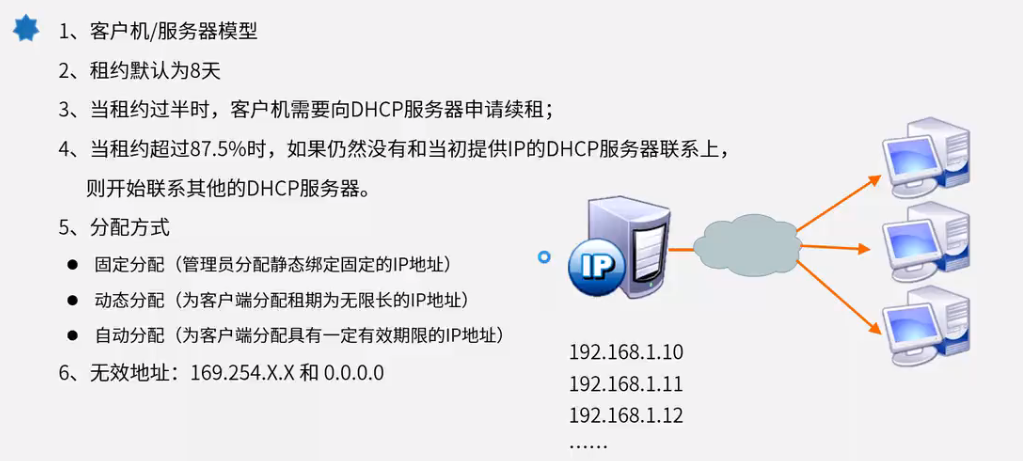 1、客户机/服务器模型
2、租约默认为8天
3、当租约过半时，客户机需要向DHCP服务器申请续租；
4、当租约超过87.5%时，如果仍然没有和当初提供IP的DHCP服务器联系上，
则开始联系其他的DHCP服务器。
5、分配方式
● 固定分配（管理员分配静态绑定固定的IP地址）
● 动态分配（为客户端分配租期为无限长的IP地址）
● 自动分配（为客户端分配具有一定有效期限的IP地址）
6、无效地址：169.254.X.X 和 0.0.0.0
IP
192.168.1.10
192.168.1.11
192.168.1.12
……